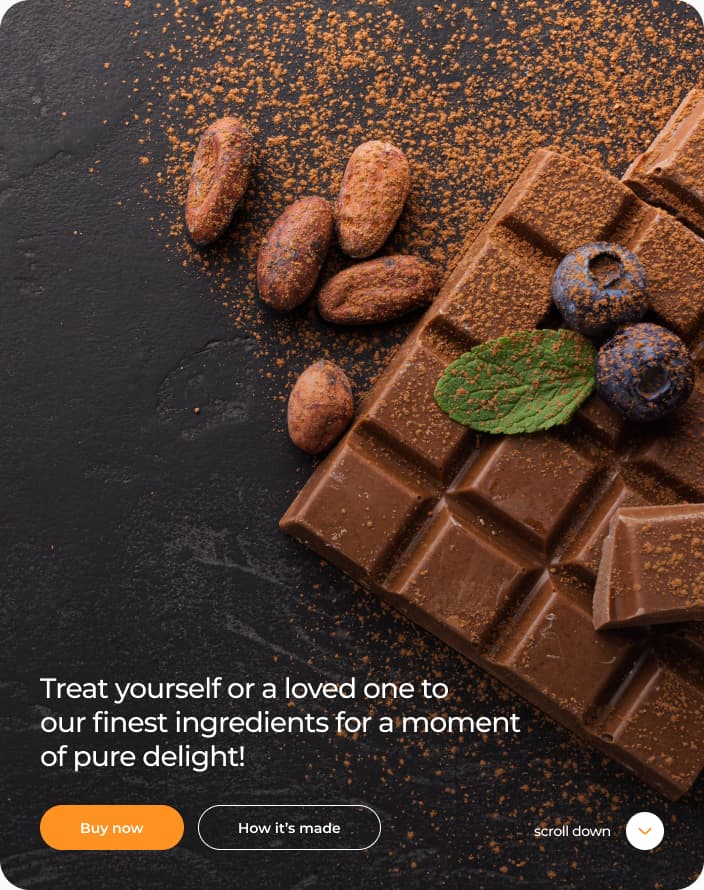 Treat yourself or a loved one to
our finest ingredients for a moment
of pure delight!
Buy now
How it’s made
scroll down